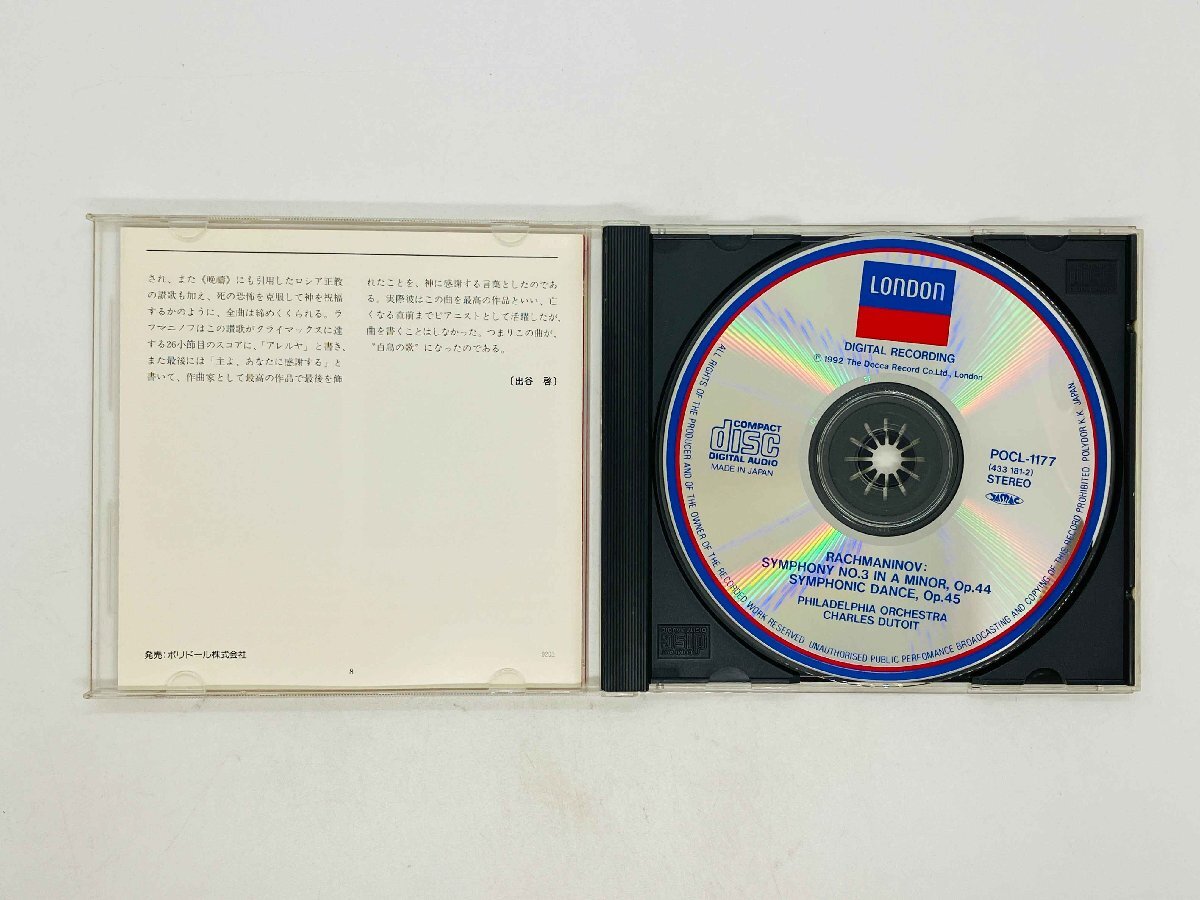 され、また《晩禱》にも引用したロシア正教
の讃歌も加え、死の恐怖を克服して神を祝福
するかのように、全曲は締めくくられる。ラ
フマニノフはこの讃歌がクライマックスに達
する26小節目のスコアに、「アレルヤ」と書き、
また最後には「主よ、あなたに感謝する」と
書いて、作曲家として最高の作品で最後を飾
れたことを、神に感謝する言葉としたのであ
る。実際彼はこの曲を最高の作品といい、亡
くなる直前までピアニストとして活躍したが、
曲を書くことはしなかった。つまりこの曲が、
“白鳥の歌”になったのである。
〔出谷 啓〕
発売:ポリドール株式会社
8
LONDON
DIGITAL RECORDING
Ⓟ 1992 The Decca Record Co.Ltd., London
COMPACT
disc
DIGITAL AUDIO
MADE IN JAPAN
POCL-1177
(433 181-2)
STEREO
JASRAC
RACHMANINOV:
SYMPHONY NO.3 IN A MINOR, Op.44
SYMPHONIC DANCE, Op.45
PHILADELPHIA ORCHESTRA
CHARLES DUTOIT
ALL RIGHTS OF THE PRODUCER AND OF THE OWNER OF THE RECORDED WORK RESERVED. UNAUTHORISED PUBLIC PERFOMANCE BROADCASTING AND COPYING OF THIS RECORD PROHIBITED. POLYDOR K.K. JAPAN